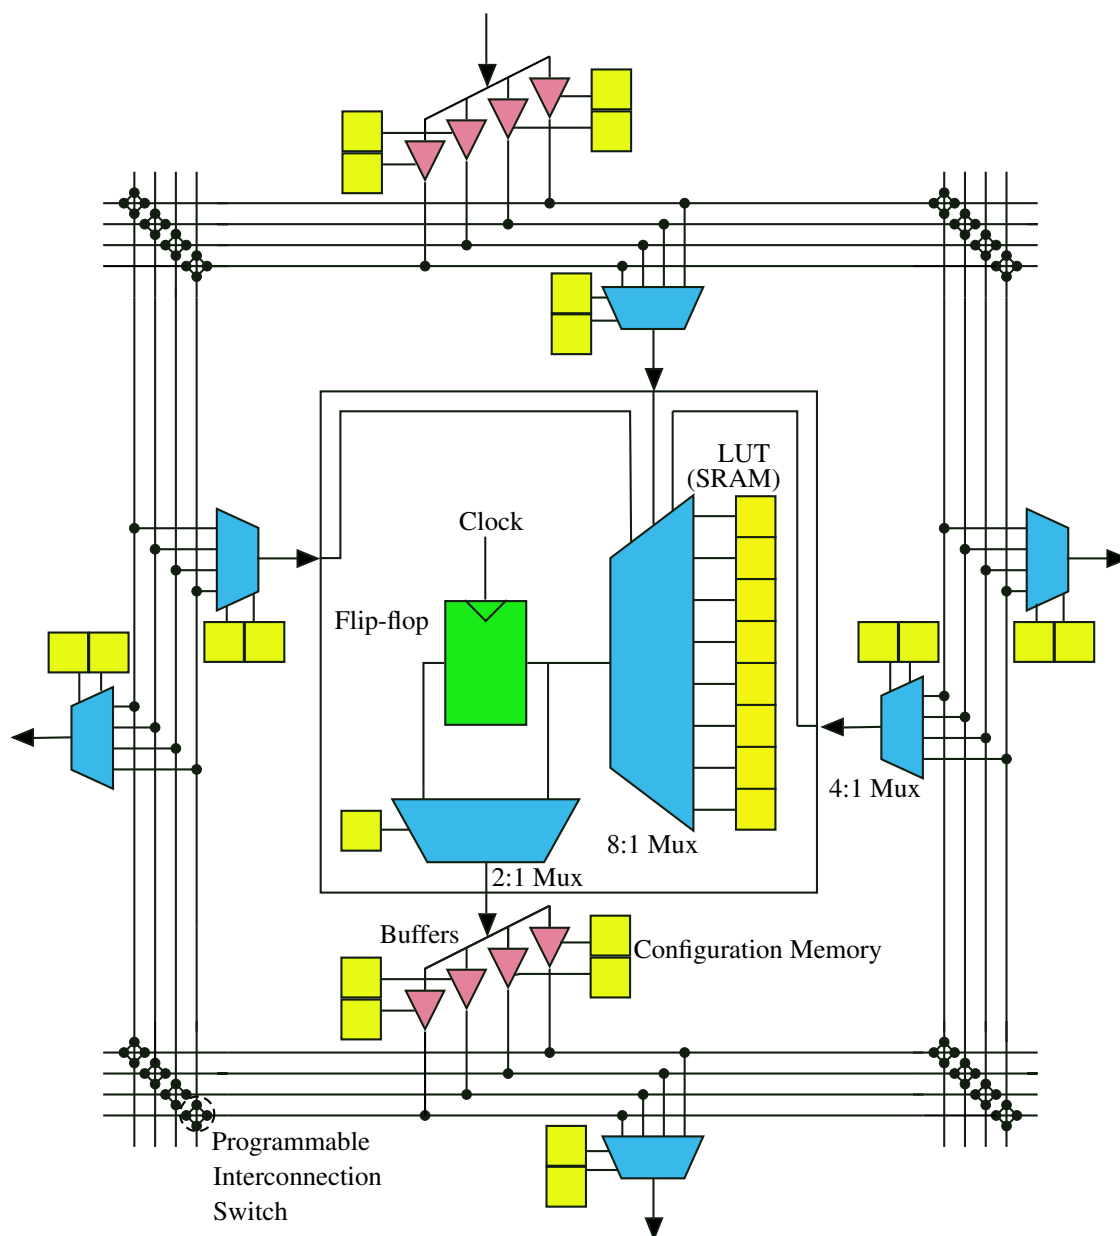 LUT
(SRAM)
Clock
Flip-flop
4:1 Mux
8:1 Mux
2:1 Mux
Buffers
Configuration Memory
Programmable
Interconnection
Switch